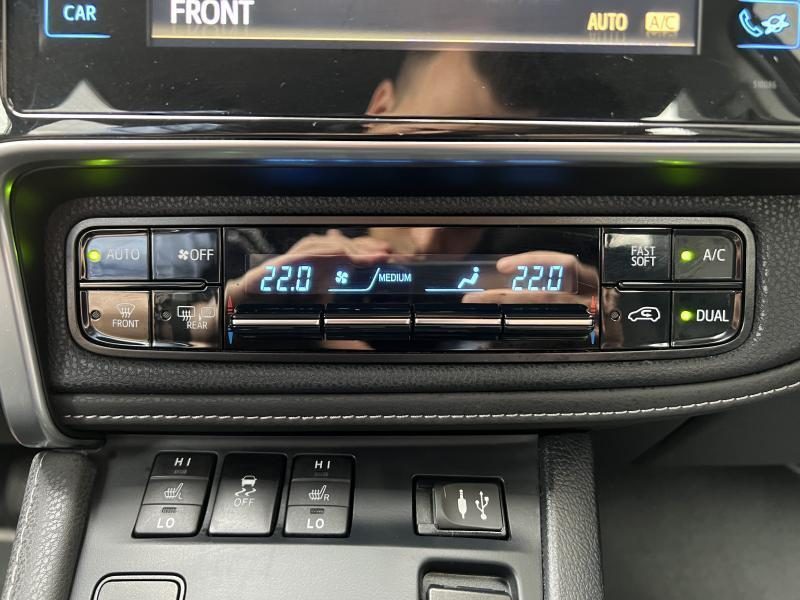 CAR
FRONT
AUTO A/C
510086
AUTO
OFF
22.0 MEDIUM 22.0
FAST
SOFT
A/C
FRONT
REAR
DUAL
HI
L
LO
OFF
HI
R
LO